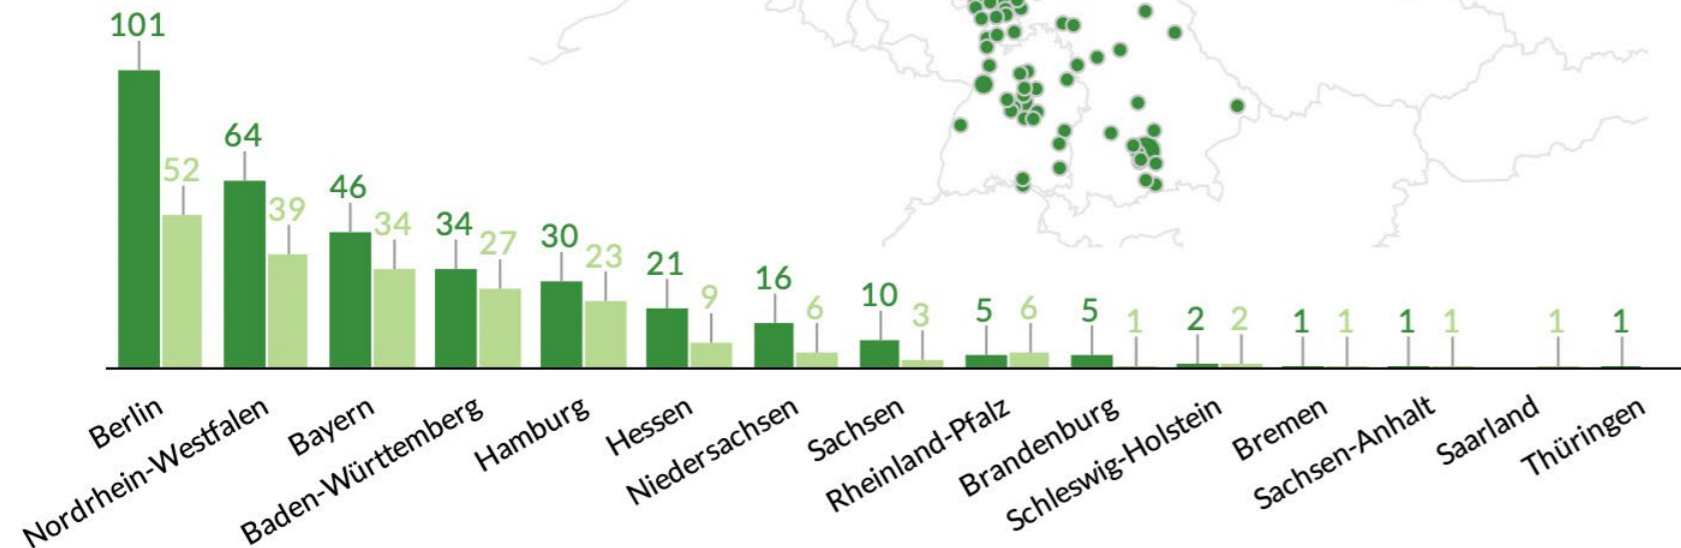 101
52
64
39
46
34
34
27
30
23
21
9
16
6
10
3
5
6
5
1
2
2
1
1
1
1
1
1
Berlin
Nordrhein-Westfalen
Bayern
Baden-Württemberg
Hamburg
Hessen
Niedersachsen
Sachsen
Rheinland-Pfalz
Brandenburg
Schleswig-Holstein
Bremen
Sachsen-Anhalt
Saarland
Thüringen